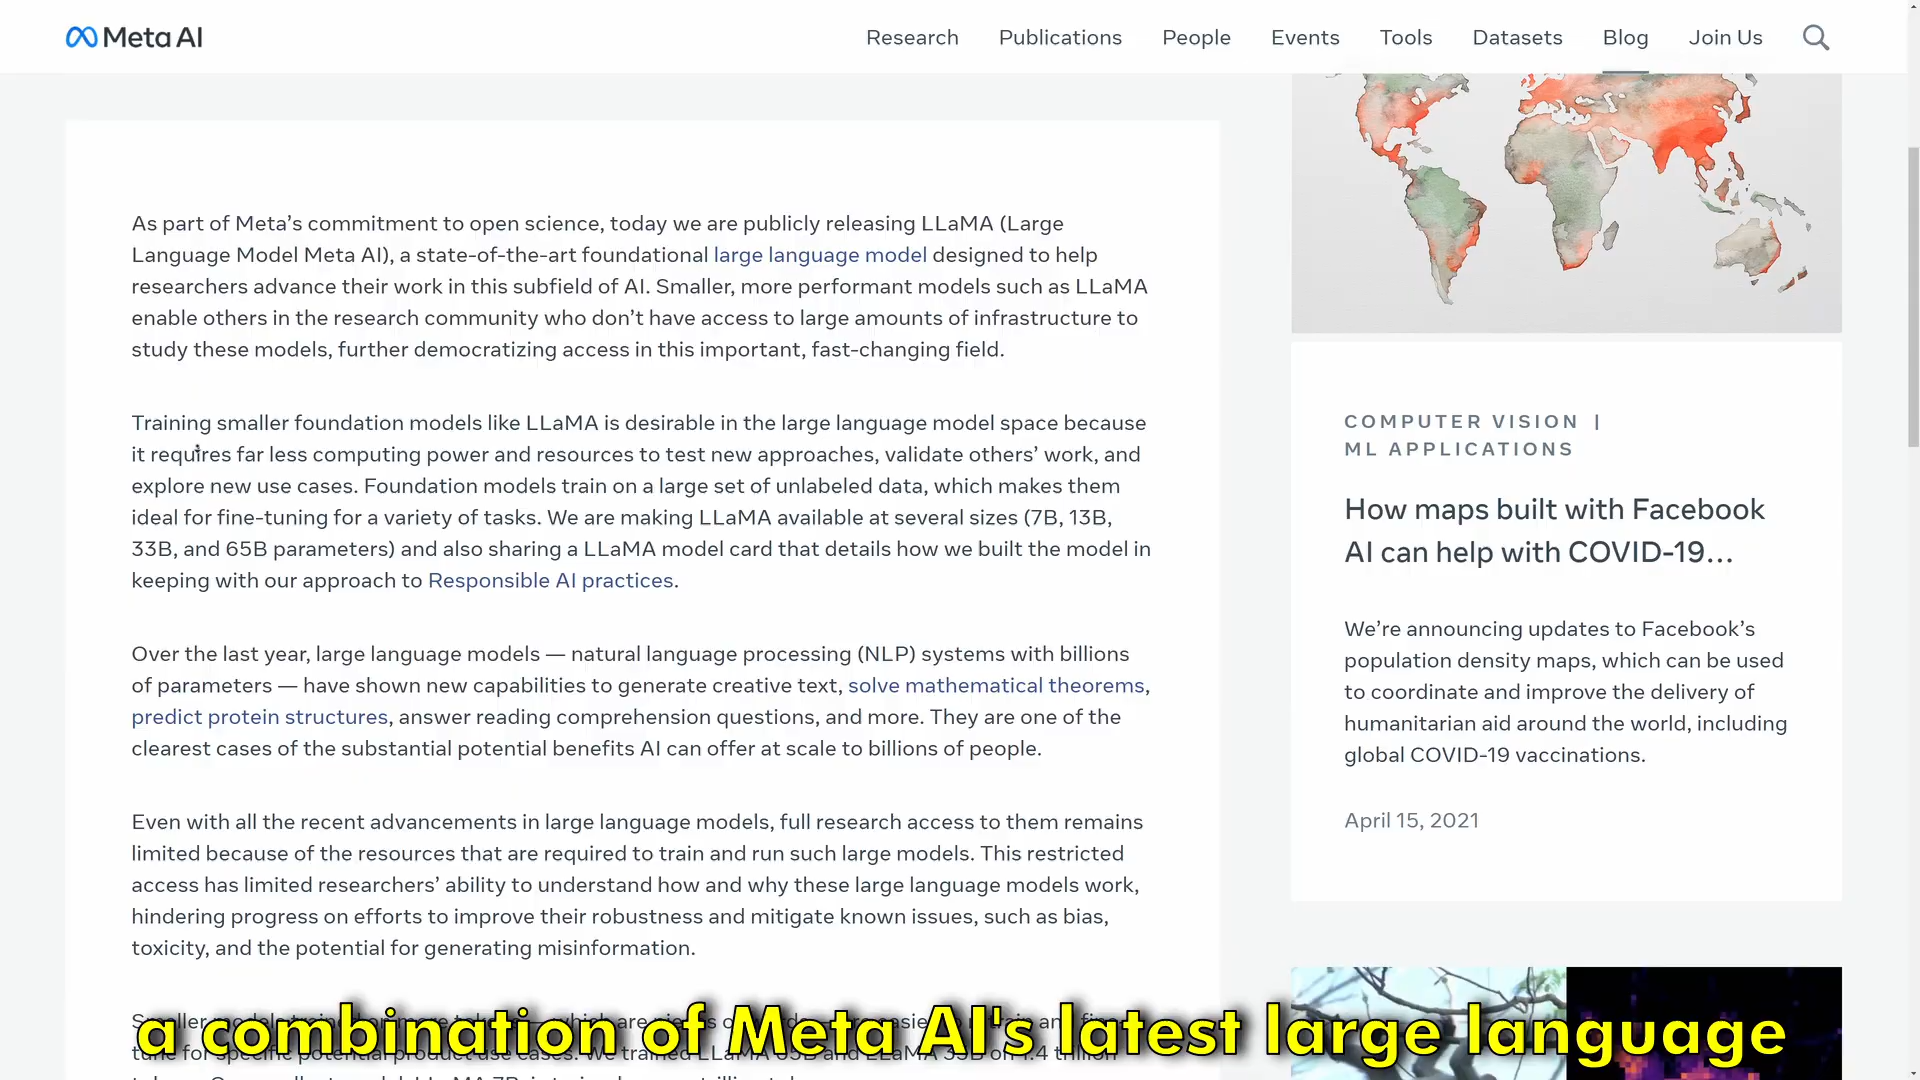 Meta AI
Research Publications People Events Tools Datasets Blog Join Us
As part of Meta’s commitment to open science, today we are publicly releasing LLaMA (Large
Language Model Meta AI), a state-of-the-art foundational large language model designed to help
researchers advance their work in this subfield of AI. Smaller, more performant models such as LLaMA
enable others in the research community who don’t have access to large amounts of infrastructure to
study these models, further democratizing access in this important, fast-changing field.
Training smaller foundation models like LLaMA is desirable in the large language model space because
it requires far less computing power and resources to test new approaches, validate others’ work, and
explore new use cases. Foundation models train on a large set of unlabeled data, which makes them
ideal for fine-tuning for a variety of tasks. We are making LLaMA available at several sizes (7B, 13B,
33B, and 65B parameters) and also sharing a LLaMA model card that details how we built the model in
keeping with our approach to Responsible AI practices.
Over the last year, large language models — natural language processing (NLP) systems with billions
of parameters — have shown new capabilities to generate creative text, solve mathematical theorems,
predict protein structures, answer reading comprehension questions, and more. They are one of the
clearest cases of the substantial potential benefits AI can offer at scale to billions of people.
Even with all the recent advancements in large language models, full research access to them remains
limited because of the resources that are required to train and run such large models. This restricted
access has limited researchers’ ability to understand how and why these large language models work,
hindering progress on efforts to improve their robustness and mitigate known issues, such as bias,
toxicity, and the potential for generating misinformation.
COMPUTER VISION |
ML APPLICATIONS
How maps built with Facebook
AI can help with COVID-19...
We’re announcing updates to Facebook’s
population density maps, which can be used
to coordinate and improve the delivery of
humanitarian aid around the world, including
global COVID-19 vaccinations.
April 15, 2021
a combination of Meta AI's latest large language